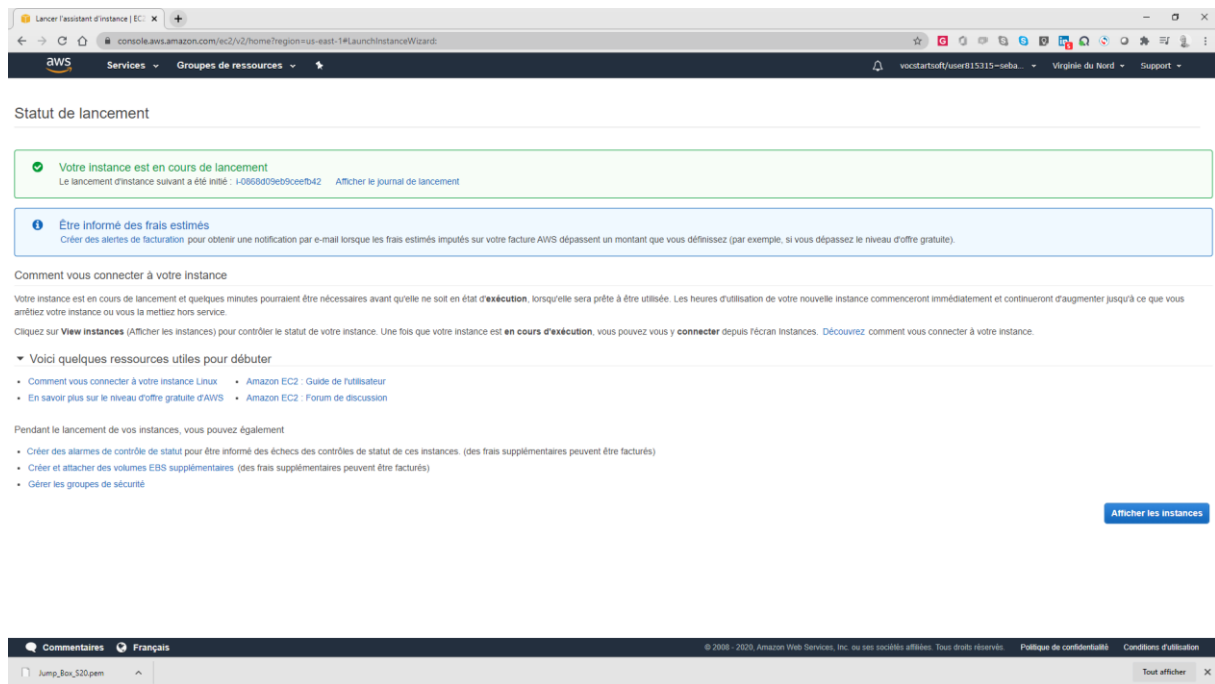 Lancer l'assistant d'instance | EC2
console.aws.amazon.com/ec2/v2/home?region=us-east-1#LaunchInstanceWizard:
aws Services Groupes de ressources vocstartsoft/user815315=seba... Virginie du Nord Support
Statut de lancement
Votre instance est en cours de lancement
Le lancement d'instance suivant a été initié : i-0868d09eb9ceefb42 Afficher le journal de lancement
Être informé des frais estimés
Créer des alertes de facturation pour obtenir une notification par e-mail lorsque les frais estimés imputés sur votre facture AWS dépassent un montant que vous définissez (par exemple, si vous dépassez le niveau d'offre gratuite).
Comment vous connecter à votre instance
Votre instance est en cours de lancement et quelques minutes pourraient être nécessaires avant qu'elle ne soit en état d'exécution, lorsqu'elle sera prête à être utilisée. Les heures d'utilisation de votre nouvelle instance commenceront immédiatement et continueront d'augmenter jusqu'à ce que vous
arrêtiez votre instance ou vous la mettiez hors service.
Cliquez sur View instances (Afficher les instances) pour contrôler le statut de votre instance. Une fois que votre instance est en cours d'exécution, vous pouvez vous y connecter depuis l'écran Instances. Découvrez comment vous connecter à votre instance.
Voici quelques ressources utiles pour débuter
• Comment vous connecter à votre instance Linux • Amazon EC2 : Guide de l'utilisateur
• En savoir plus sur le niveau d'offre gratuite d'AWS • Amazon EC2 : Forum de discussion
Pendant le lancement de vos instances, vous pouvez également
• Créer des alarmes de contrôle de statut pour être informé des échecs des contrôles de statut de ces instances. (des frais supplémentaires peuvent être facturés)
• Créer et attacher des volumes EBS supplémentaires (des frais supplémentaires peuvent être facturés)
• Gérer les groupes de sécurité
Afficher les instances
Commentaires Français © 2008 - 2020, Amazon Web Services, Inc. ou ses sociétés affiliées. Tous droits réservés. Politique de confidentialité Conditions d'utilisation
Jump_Box_S20.pem Tout afficher